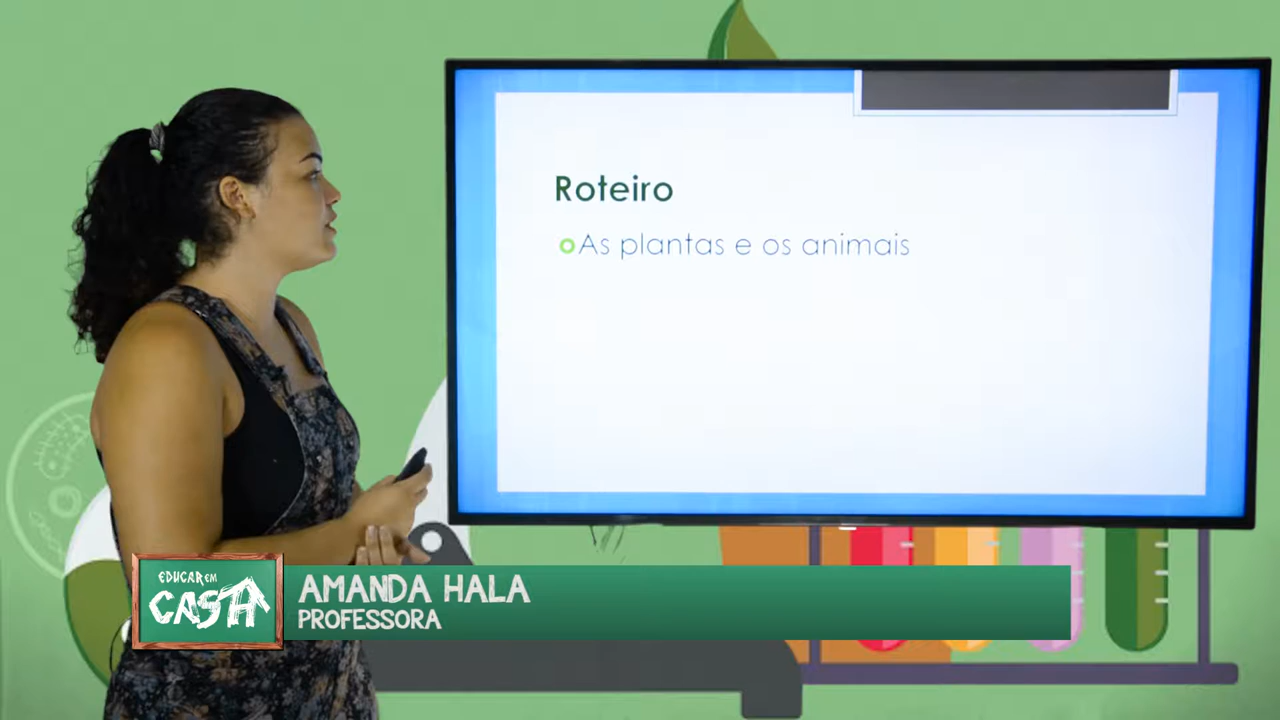 Roteiro
As plantas e os animais
EDUCAR EM
CASA
AMANDA HALA
PROFESSORA